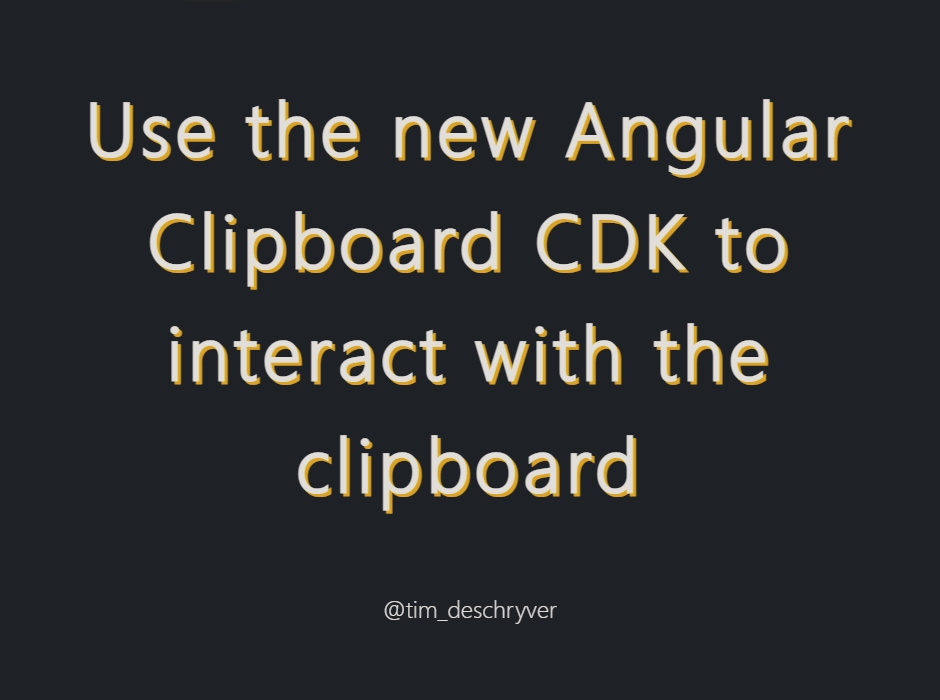 Use the new Angular
Clipboard CDK to
interact with the
clipboard
@tim_deschryver